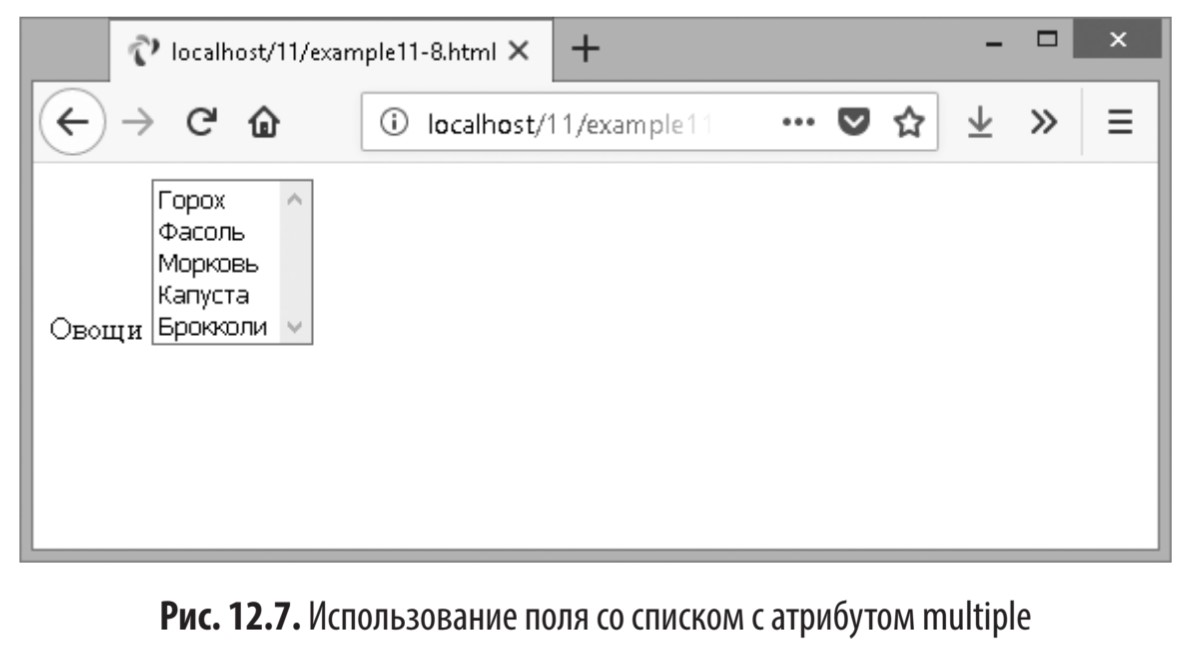 localhost/11/example11-8.html
localhost/11/example11
Горох
Фасоль
Морковь
Капуста
Овощи Брокколи
Рис. 12.7. Использование поля со списком с атрибутом multiple